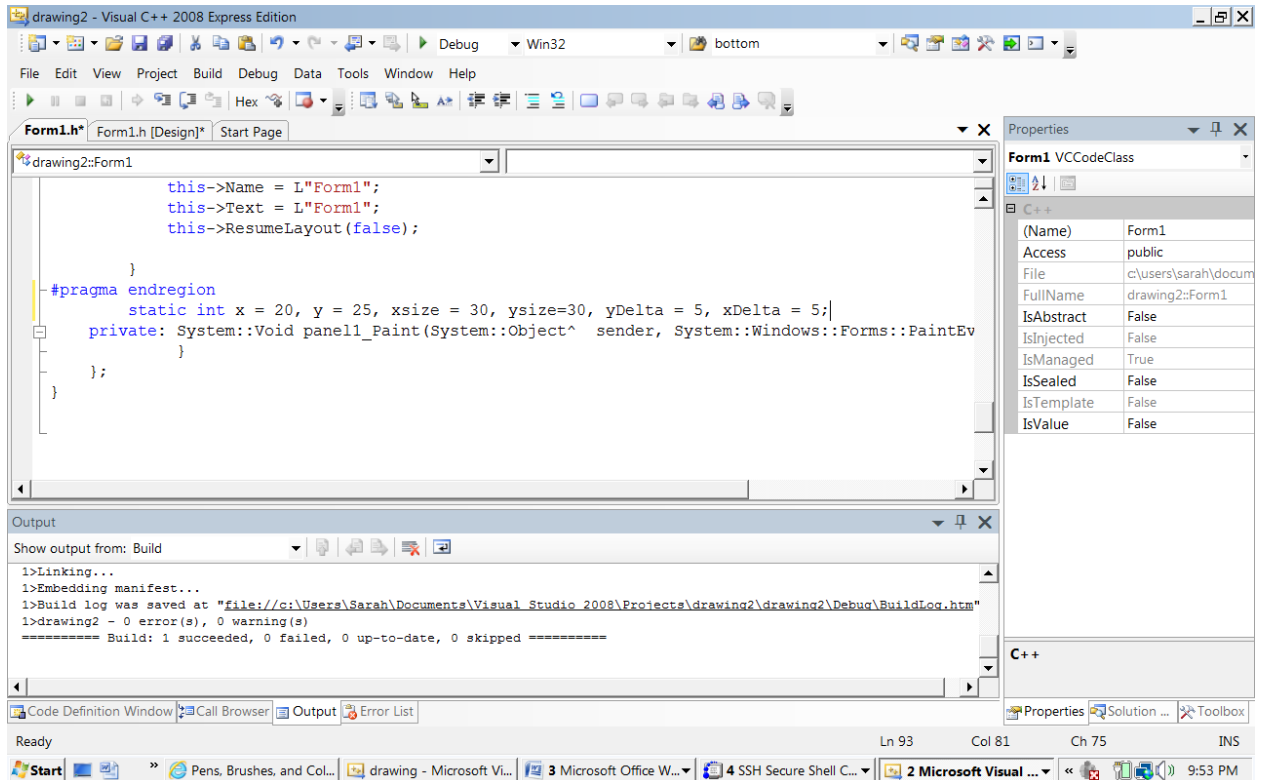 drawing2 - Visual C++ 2008 Express Edition
Debug Win32 bottom
File Edit View Project Build Debug Data Tools Window Help
Hex
Form1.h* Form1.h [Design]* Start Page
drawing2::Form1
this->Name = L"Form1";
this->Text = L"Form1";
this->ResumeLayout(false);
}
#pragma endregion
static int x = 20, y = 25, xsize = 30, ysize=30, yDelta = 5, xDelta = 5;
private: System::Void panel1_Paint(System::Object^ sender, System::Windows::Forms::PaintEv
}
};
}
Properties
Form1 VCCodeClass
C++
(Name) Form1
Access public
File c:\users\sarah\docum
FullName drawing2::Form1
IsAbstract False
IsInjected False
IsManaged True
IsSealed False
IsTemplate False
IsValue False
C++
Output
Show output from: Build
1>Linking...
1>Embedding manifest...
1>Build log was saved at "file://c:\Users\Sarah\Documents\Visual Studio 2008\Projects\drawing2\drawing2\Debug\BuildLog.htm"
1>drawing2 - 0 error(s), 0 warning(s)
========== Build: 1 succeeded, 0 failed, 0 up-to-date, 0 skipped ==========
Code Definition Window Call Browser Output Error List
Properties Solution ... Toolbox
Ready Ln 93 Col 81 Ch 75 INS
Start » Pens, Brushes, and Col... drawing - Microsoft Vi... 3 Microsoft Office W... 4 SSH Secure Shell C... 2 Microsoft Visual ... « 9:53 PM